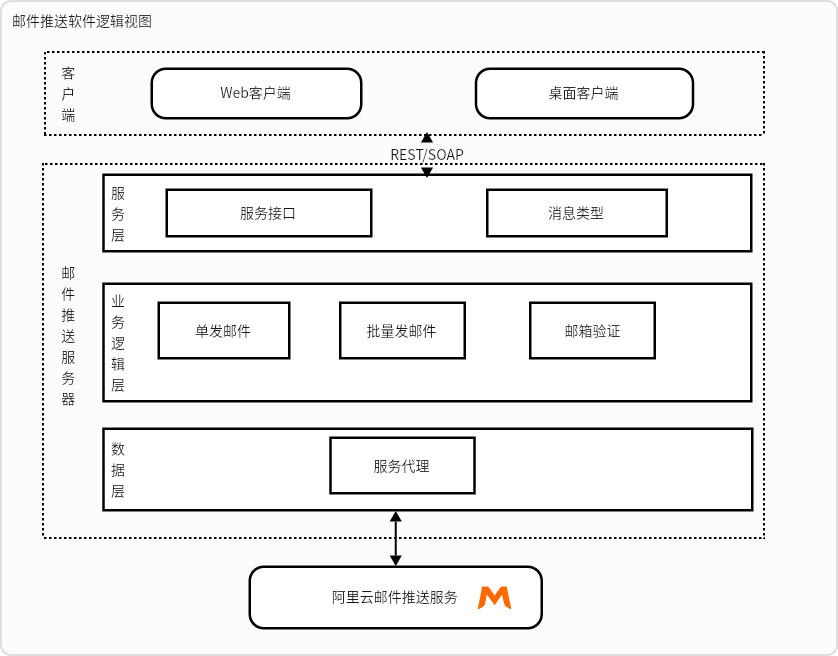 邮件推送软件逻辑视图
客户端
Web客户端
桌面客户端
REST/SOAP
邮件推送服务器
服务层
服务接口
消息类型
业务逻辑层
单发邮件
批量发邮件
邮箱验证
数据层
服务代理
阿里云邮件推送服务